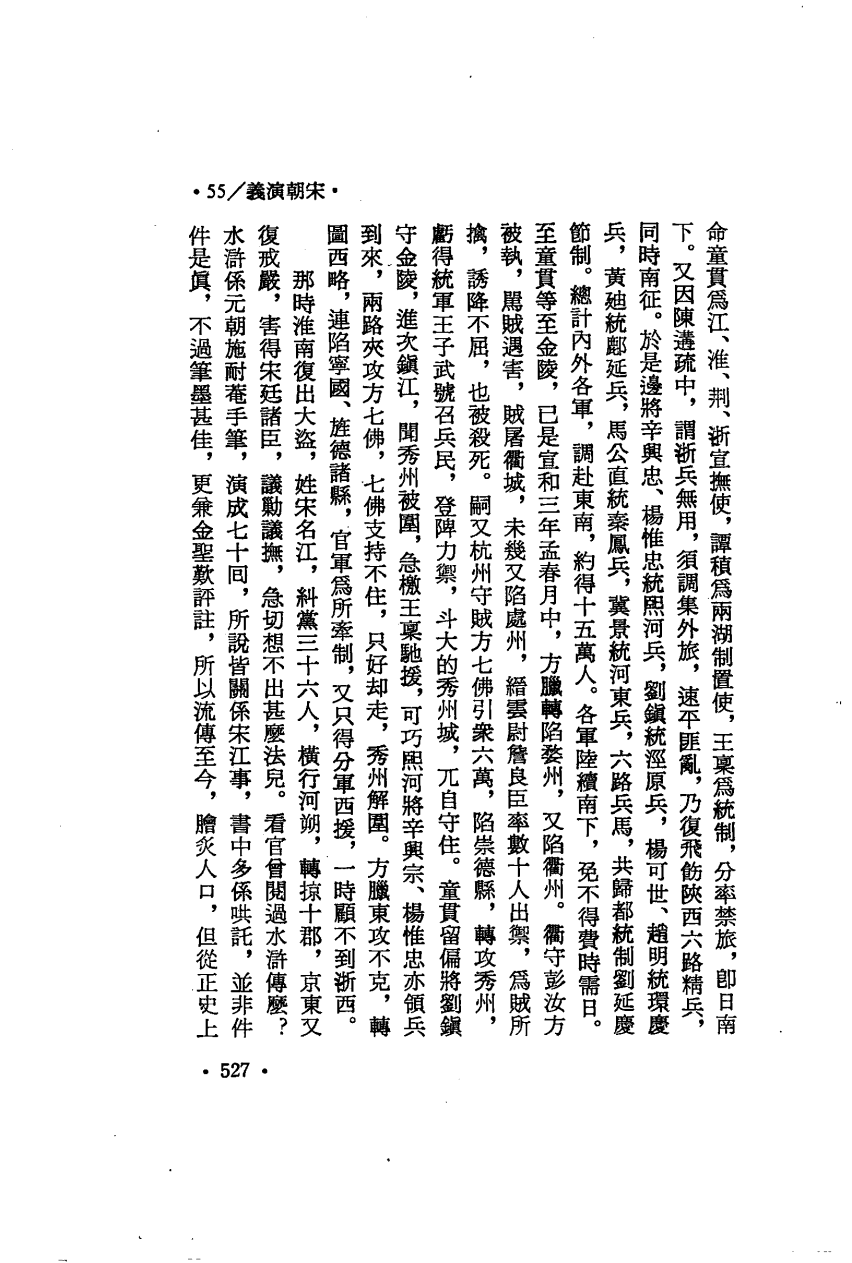 •宋朝演義/55•
命童貫爲江、淮、荆、浙宣撫使，譚稹爲兩湖制置使，王稟爲統制，分率禁旅，卽日南
下。又因陳遘疏中，謂浙兵無用，須調集外旅，速平匪亂，乃復飛飭陝西六路精兵，
同時南征。於是邊將辛興忠、楊惟忠統熙河兵，劉鎭統涇原兵，楊可世、趙明統環慶
兵，黃廸統鄜延兵，馬公直統秦鳳兵，冀景統河東兵，六路兵馬，共歸都統制劉延慶
節制。總計內外各軍，調赴東南，約得十五萬人。各軍陸續南下，免不得費時需日。
至童貫等至金陵，已是宣和三年孟春月中，方臘轉陷婺州，又陷衢州。衢守彭汝方
被執，駡賊遇害，賊屠衢城，未幾又陷處州，縉雲尉詹良臣率數十人出禦，爲賊所
擒，誘降不屈，也被殺死。嗣又杭州守賊方七佛引衆六萬，陷崇德縣，轉攻秀州，
虧得統軍王子武號召兵民，登陴力禦，斗大的秀州城，兀自守住。童貫留偏將劉鎭
守金陵，進次鎭江，聞秀州被圍，急檄王稟馳援，可巧熙河將辛興宗、楊惟忠亦領兵
到來，兩路夾攻方七佛，七佛支持不住，只好却走，秀州解圍。方臘東攻不克，轉
圖西略，連陷寧國、旌德諸縣，官軍爲所牽制，又只得分軍西援，一時顧不到浙西。
那時淮南復出大盜，姓宋名江，糾黨三十六人，橫行河朔，轉掠十郡，京東又
復戒嚴，害得宋廷諸臣，議勦議撫，急切想不出甚麼法兒。看官曾閱過水滸傳麼？
水滸係元朝施耐菴手筆，演成七十回，所說皆關係宋江事，書中多係哄託，並非件
件是眞，不過筆墨甚佳，更兼金聖歎評註，所以流傳至今，膾炙人口，但從正史上
•527•